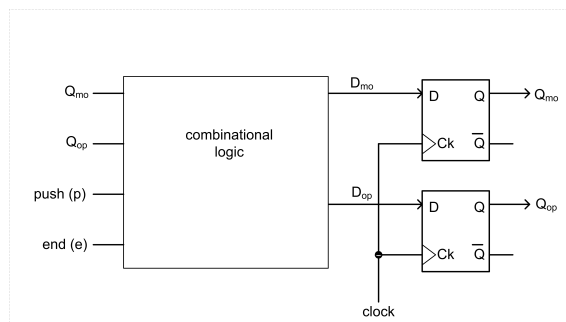 Q_mo
Q_op
push (p)
end (e)
combinational
logic
D_mo
D_op
D Q
Ck Q̅
Q_mo
D Q
Ck Q̅
Q_op
clock